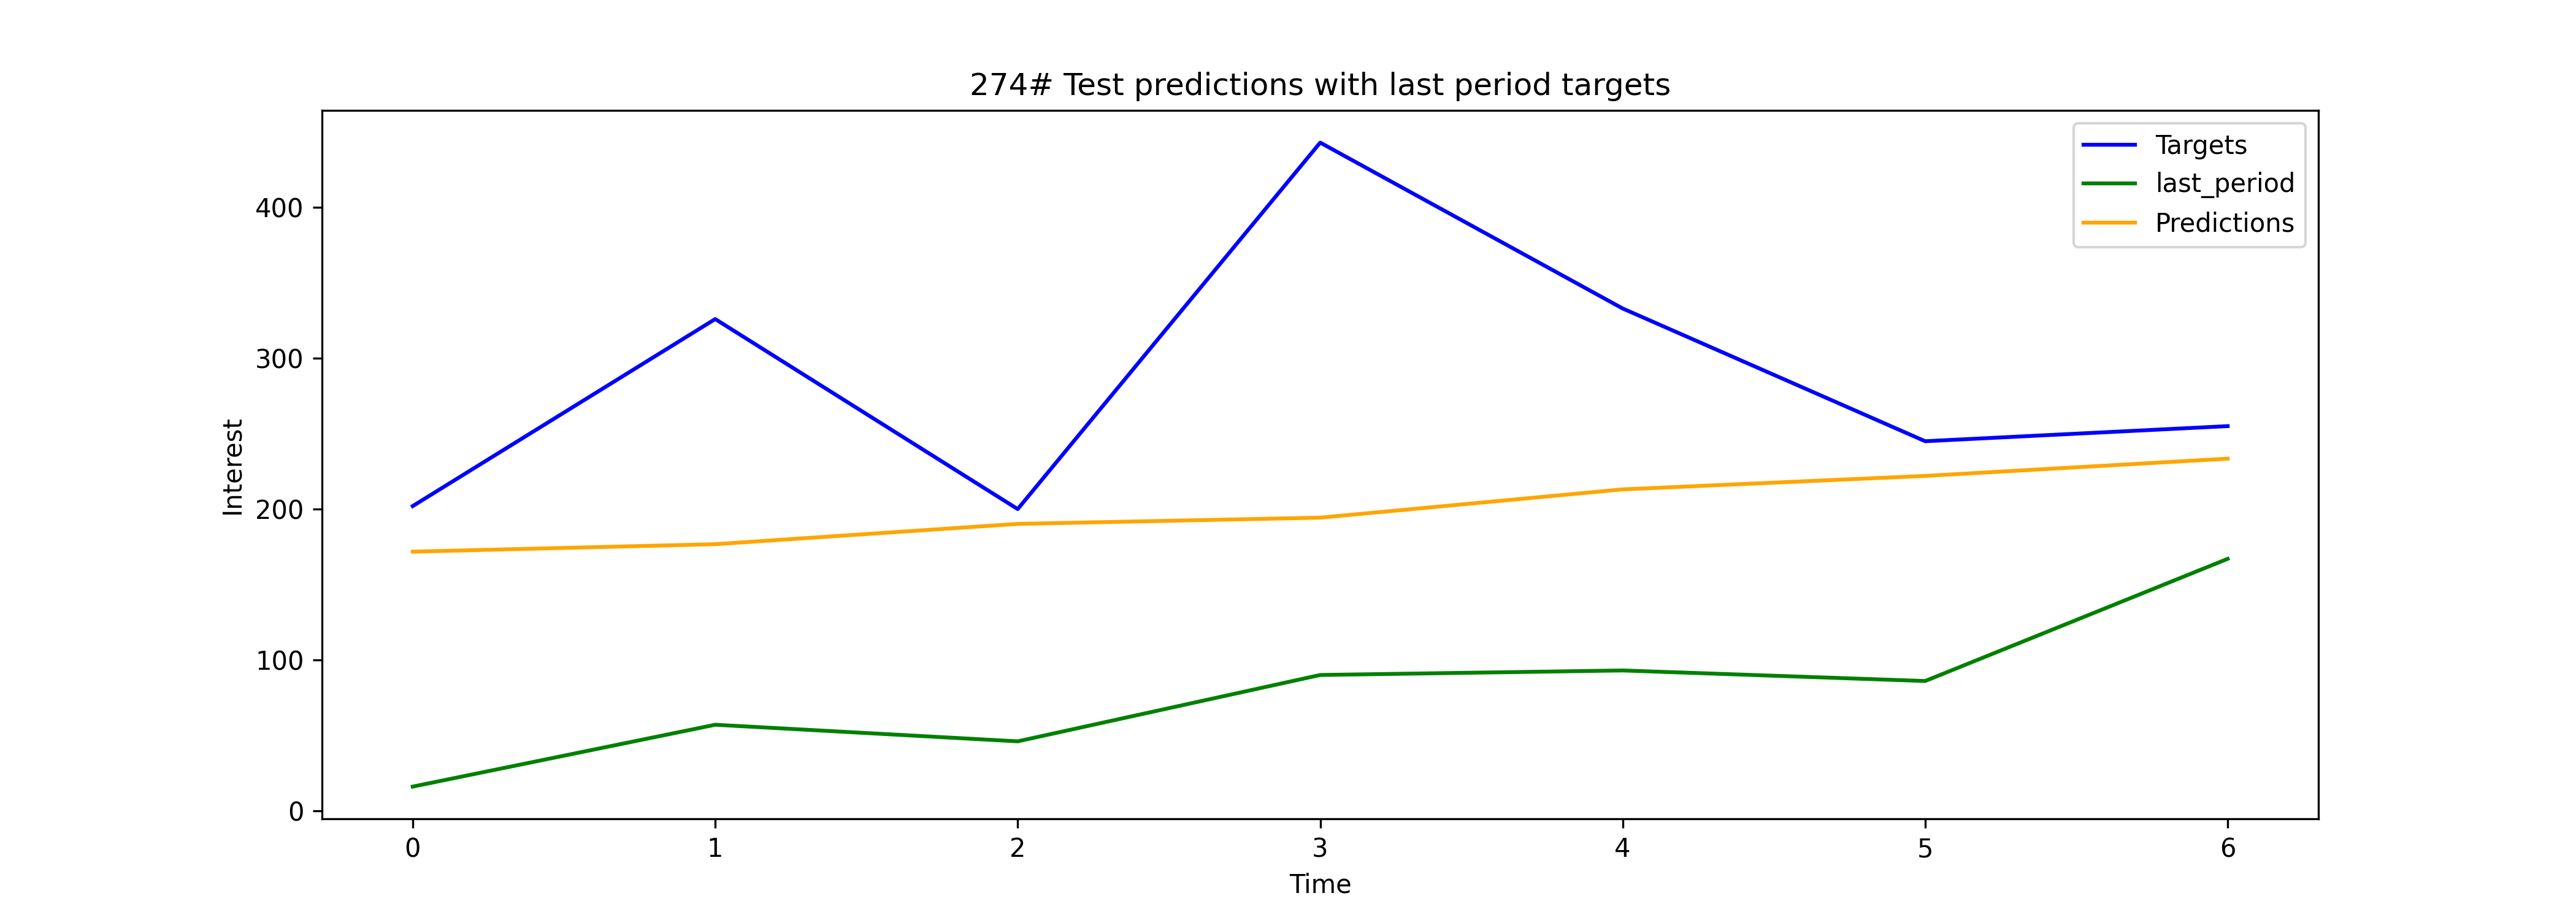 274# Test predictions with last period targets
Targets
last_period
Predictions
Interest
400
300
200
100
0
0 1 2 3 4 5 6
Time